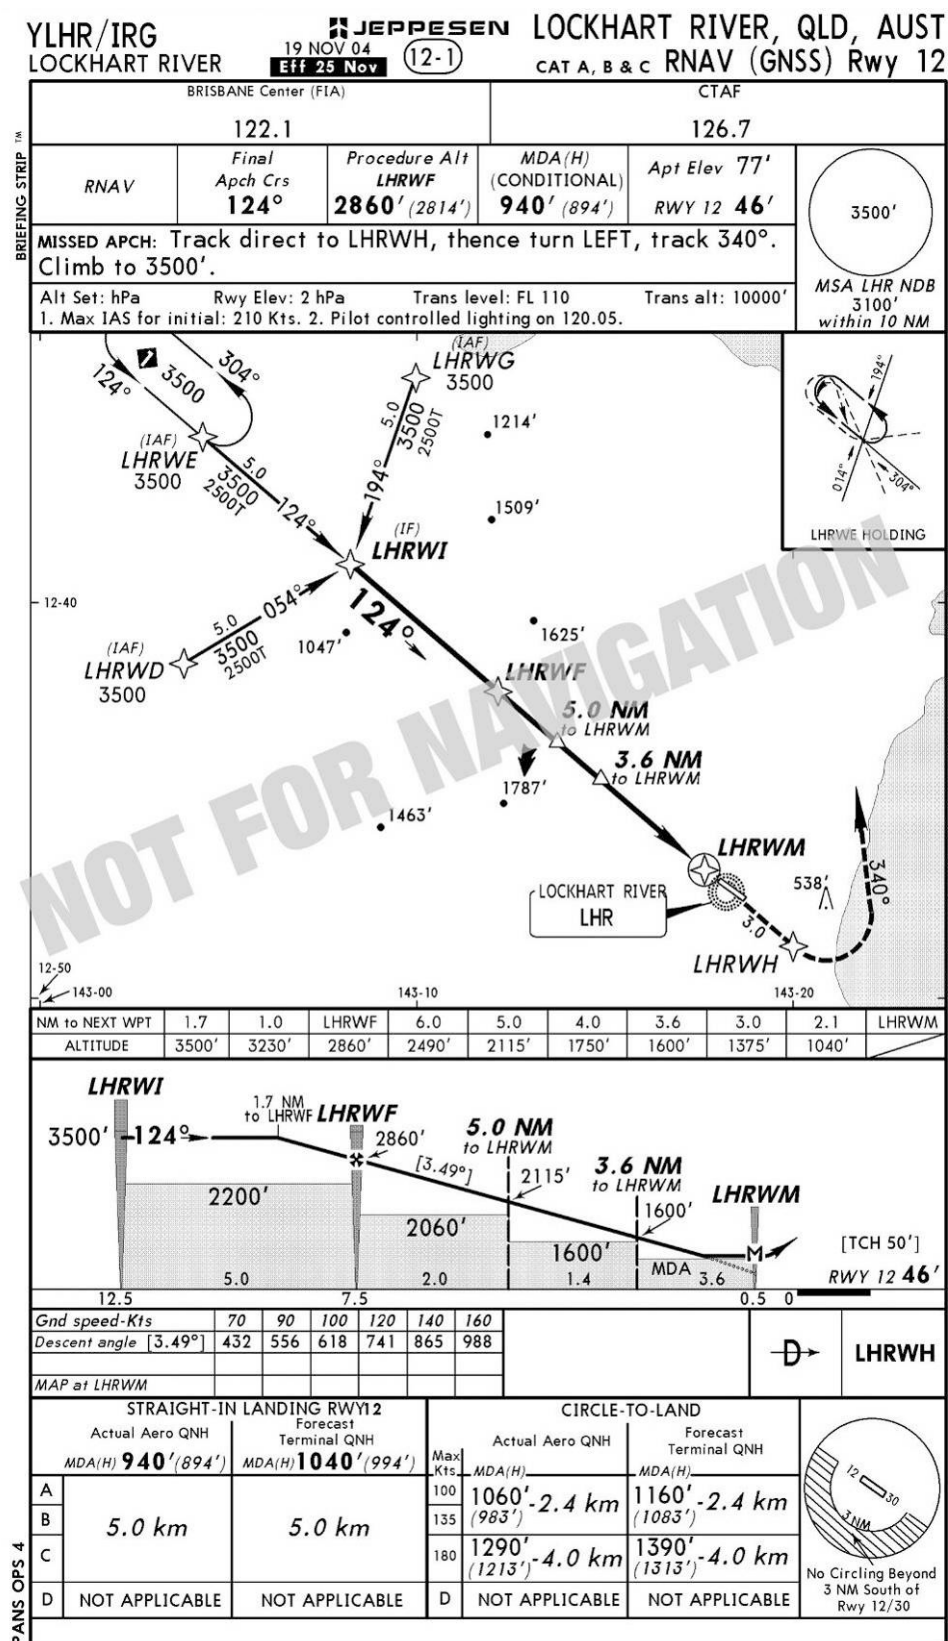 YLHR/IRG
LOCKHART RIVER
JEPPESEN
19 NOV 04
Eff 25 Nov
12-1
LOCKHART RIVER, QLD, AUST
CAT A, B & C RNAV (GNSS) Rwy 12
BRIEFING STRIP ™
BRISBANE Center (FIA)
122.1
CTAF
126.7
RNAV
Final
Apch Crs
124°
Procedure Alt
LHRWF
2860' (2814')
MDA(H)
(CONDITIONAL)
940' (894')
Apt Elev 77'
RWY 12 46'
3500'
MSA LHR NDB
3100'
within 10 NM
MISSED APCH: Track direct to LHRWH, thence turn LEFT, track 340°.
Climb to 3500'.
Alt Set: hPa Rwy Elev: 2 hPa Trans level: FL 110 Trans alt: 10000'
1. Max IAS for initial: 210 Kts. 2. Pilot controlled lighting on 120.05.
124°
3500
304°
(IAF)
LHRWG
3500
5.0
3500
2500T
194°
1214'
1509'
(IAF)
LHRWE
3500
5.0
3500
2500T
124°
(IF)
LHRWI
194°
014°
304°
LHRWE HOLDING
12-40
124°
5.0
054°
3500
2500T
(IAF)
LHRWD
3500
1047'
1625'
LHRWF
5.0 NM
to LHRWM
3.6 NM
to LHRWM
1787'
1463'
LHRWM
LOCKHART RIVER
LHR
538'
340°
3.0
LHRWH
NOT FOR NAVIGATION
12-50
143-00
143-10
143-20
NM to NEXT WPT 1.7 1.0 LHRWF 6.0 5.0 4.0 3.6 3.0 2.1 LHRWM
ALTITUDE 3500' 3230' 2860' 2490' 2115' 1750' 1600' 1375' 1040'
LHRWI
1.7 NM
to LHRWF
LHRWF
3500' 124°
2860'
[3.49°]
5.0 NM
to LHRWM
2115'
3.6 NM
to LHRWM
1600'
LHRWM
2200'
2060'
1600'
MDA
M
[TCH 50']
RWY 12 46'
5.0 2.0 1.4 3.6
12.5 7.5 0.5 0
Gnd speed-Kts 70 90 100 120 140 160
Descent angle [3.49°] 432 556 618 741 865 988
MAP at LHRWM
D
LHRWH
STRAIGHT-IN LANDING RWY12
Actual Aero QNH
MDA(H) 940' (894')
Forecast
Terminal QNH
MDA(H) 1040' (994')
CIRCLE-TO-LAND
Max
Kts
Actual Aero QNH
MDA(H)
Forecast
Terminal QNH
MDA(H)
A
B
C
5.0 km
5.0 km
100
135
1060'
(983')
-2.4 km
1160'
(1083')
-2.4 km
180
1290'
(1213')
-4.0 km
1390'
(1313')
-4.0 km
D NOT APPLICABLE NOT APPLICABLE D NOT APPLICABLE NOT APPLICABLE
12
30
3 NM
No Circling Beyond
3 NM South of
Rwy 12/30
PANS OPS 4